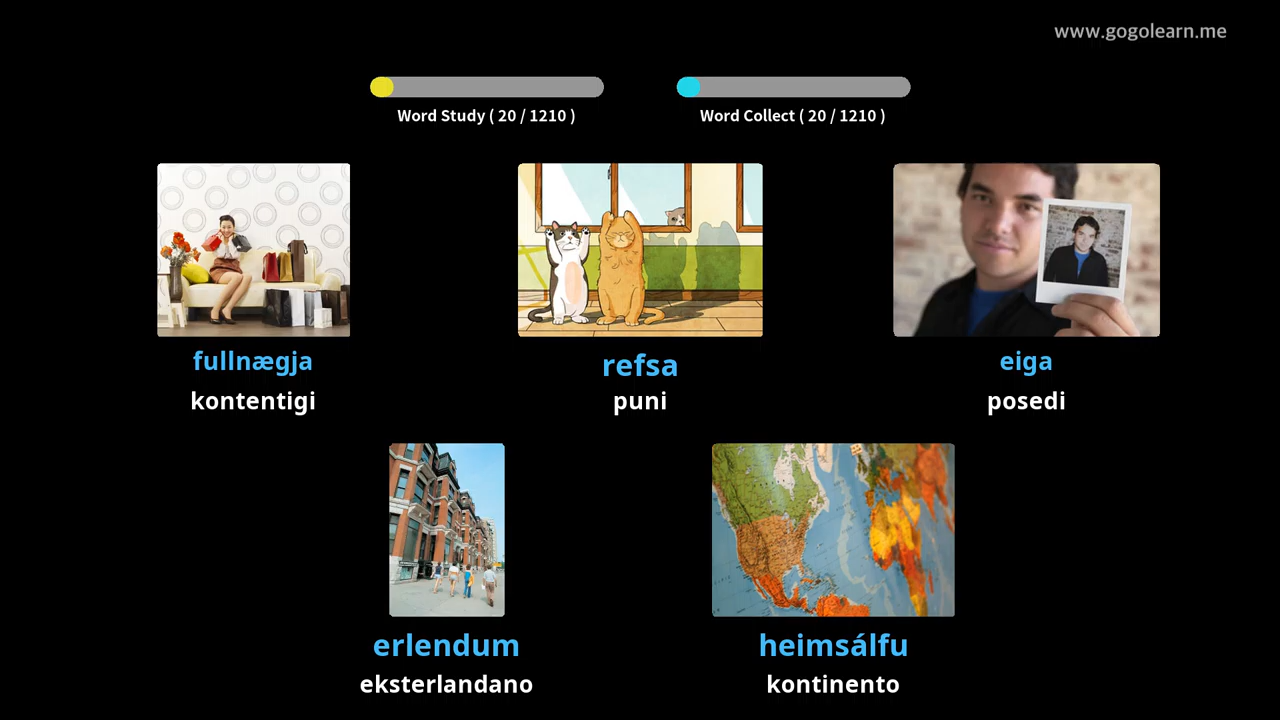 www.gogolearn.me
Word Study ( 20 / 1210 )
Word Collect ( 20 / 1210 )
fullnægja
kontentigi
refsa
puni
eiga
posedi
erlendum
eksterlandano
heimsálfu
kontinento